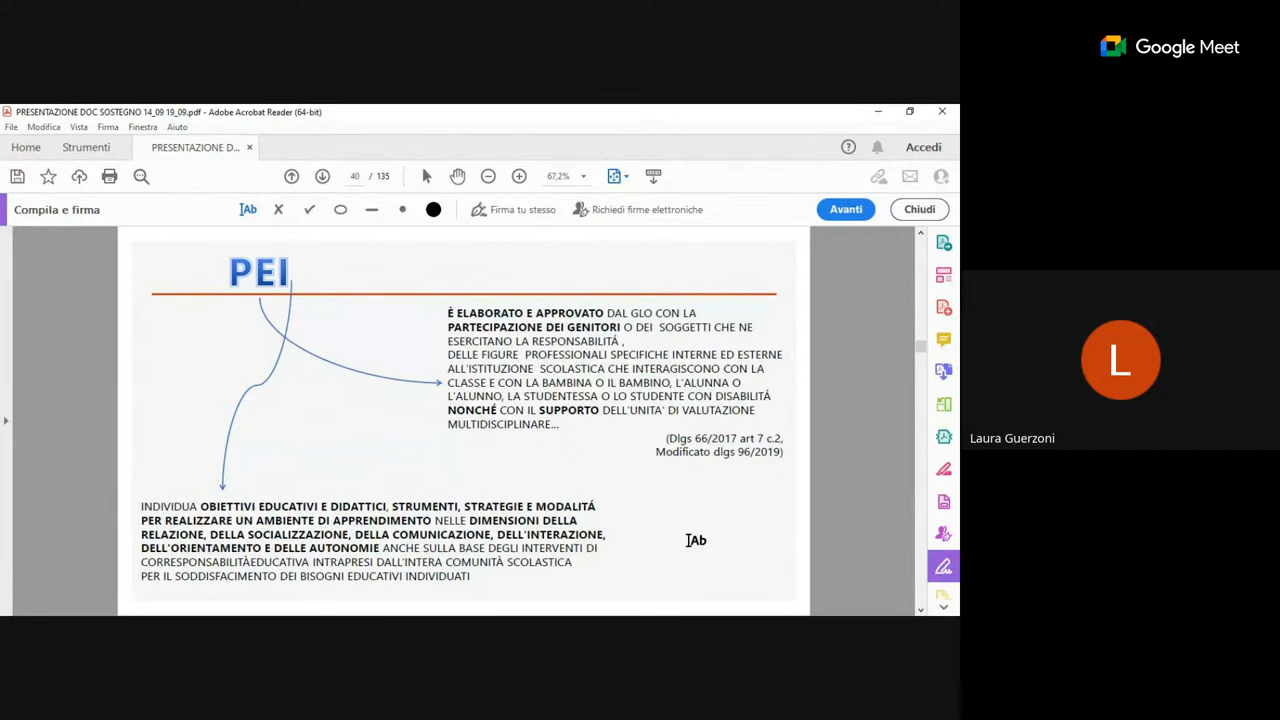 Google Meet
PRESENTAZIONE DOC SOSTEGNO 14_09 19_09.pdf - Adobe Acrobat Reader (64-bit)
File Modifica Vista Firma Finestra Aiuto
Home Strumenti PRESENTAZIONE D... × Accedi
40 / 135 67,2%
Compila e firma Ab Firma tu stesso Richiedi firme elettroniche Avanti Chiudi
PEI
È ELABORATO E APPROVATO DAL GLO CON LA
PARTECIPAZIONE DEI GENITORI O DEI SOGGETTI CHE NE
ESERCITANO LA RESPONSABILITÁ ,
DELLE FIGURE PROFESSIONALI SPECIFICHE INTERNE ED ESTERNE
ALL'ISTITUZIONE SCOLASTICA CHE INTERAGISCONO CON LA
CLASSE E CON LA BAMBINA O IL BAMBINO, L'ALUNNA O
L'ALUNNO, LA STUDENTESSA O LO STUDENTE CON DISABILITÁ
NONCHÉ CON IL SUPPORTO DELL'UNITA' DI VALUTAZIONE
MULTIDISCIPLINARE...
(Dlgs 66/2017 art 7 c.2,
Modificato dlgs 96/2019)
INDIVIDUA OBIETTIVI EDUCATIVI E DIDATTICI, STRUMENTI, STRATEGIE E MODALITÁ
PER REALIZZARE UN AMBIENTE DI APPRENDIMENTO NELLE DIMENSIONI DELLA
RELAZIONE, DELLA SOCIALIZZAZIONE, DELLA COMUNICAZIONE, DELL'INTERAZIONE,
DELL'ORIENTAMENTO E DELLE AUTONOMIE ANCHE SULLA BASE DEGLI INTERVENTI DI
CORRESPONSABILITÀEDUCATIVA INTRAPRESI DALL'INTERA COMUNITÀ SCOLASTICA
PER IL SODDISFACIMENTO DEI BISOGNI EDUCATIVI INDIVIDUATI
Ab
L
Laura Guerzoni